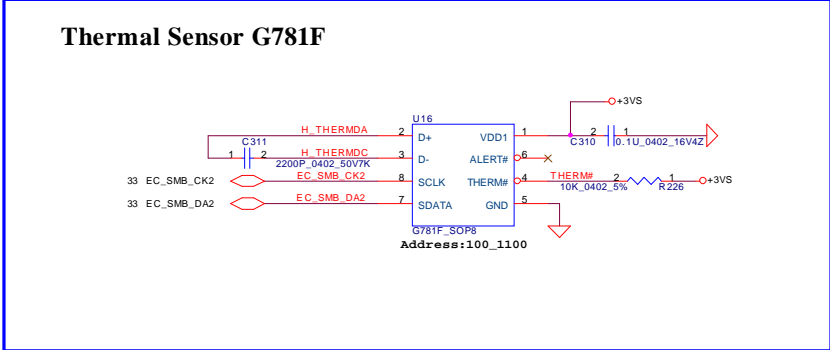 Thermal Sensor G781F
+3VS
U16
H_THERMDA 2 D+ VDD1 1 2 1
C311 C310 0.1U_0402_16V4Z
1 2 H_THERMDC 3 D- ALERT# 6
2200P_0402_50V7K
33 EC_SMB_CK2 EC_SMB_CK2 8 SCLK THERM# 4 THERM# 2 1 +3VS
10K_0402_5% R226
33 EC_SMB_DA2 EC_SMB_DA2 7 SDATA GND 5
G781F_SOP8
Address:100_1100